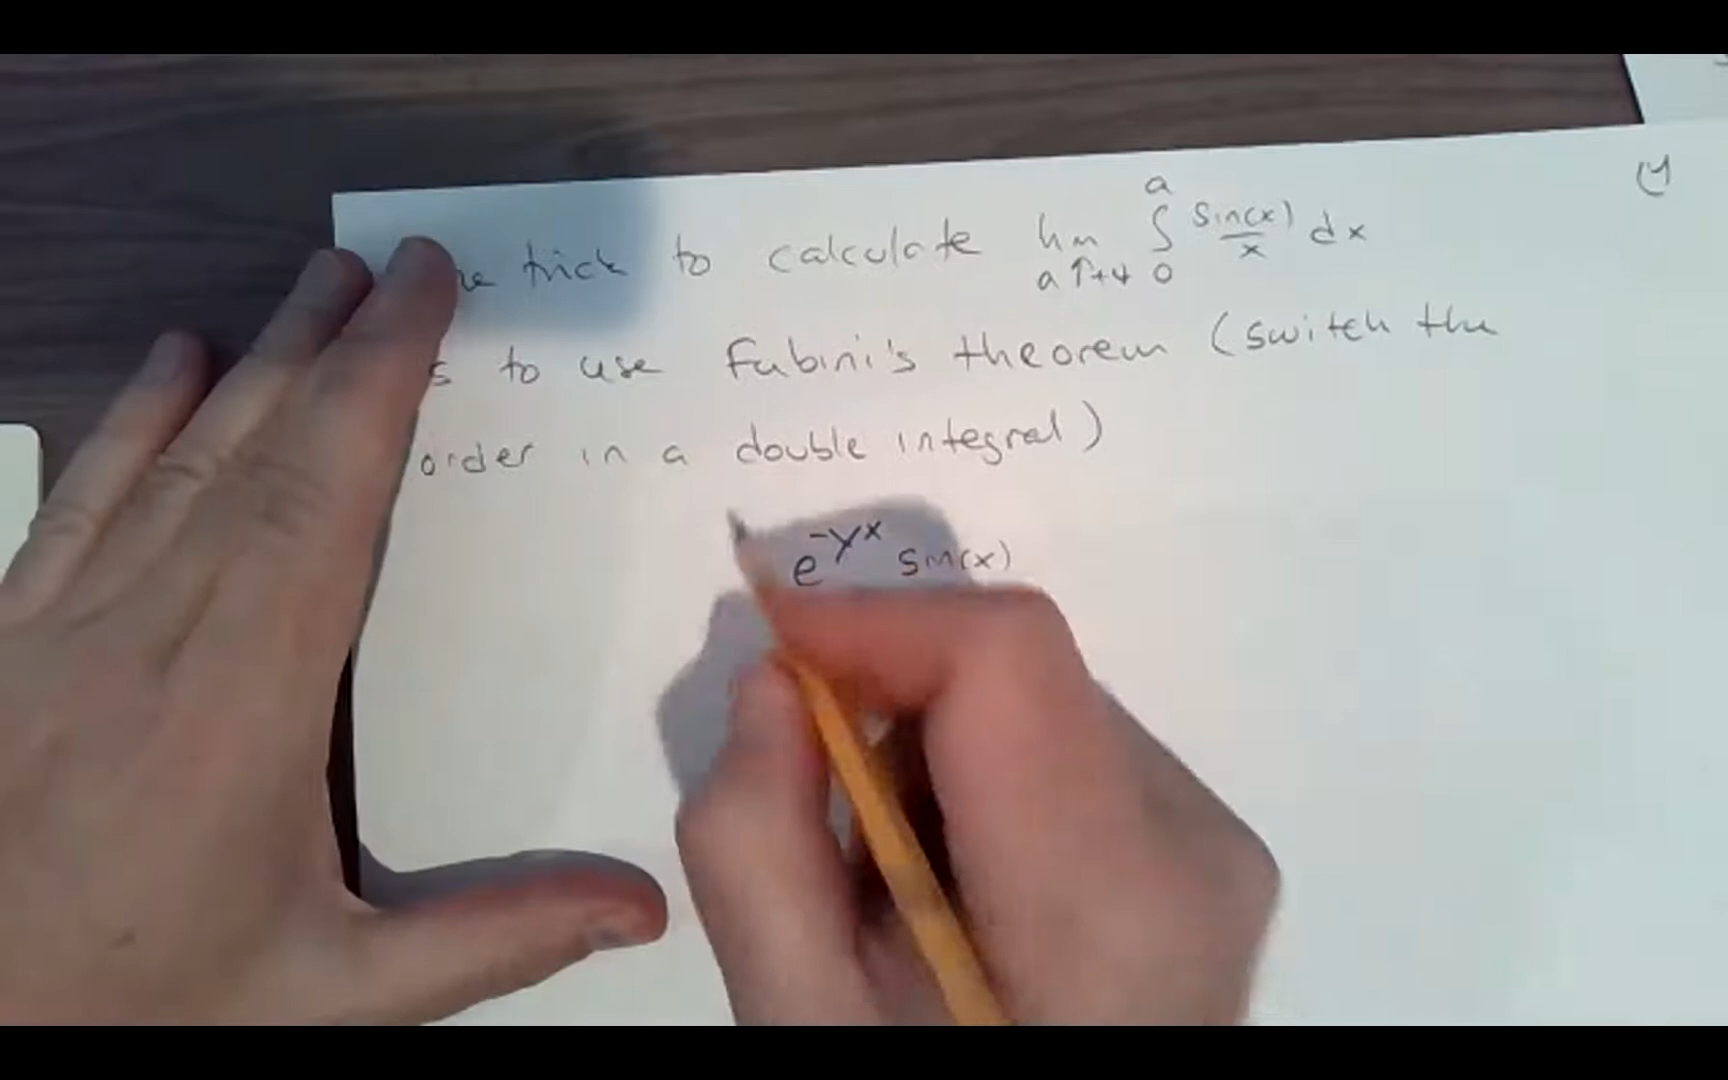 trick to calculate lim a↑+∞ ∫₀ᵃ sin(x)/x dx
to use Fubini's theorem (switch the
order in a double integral)
e^{-yx} sin(x)